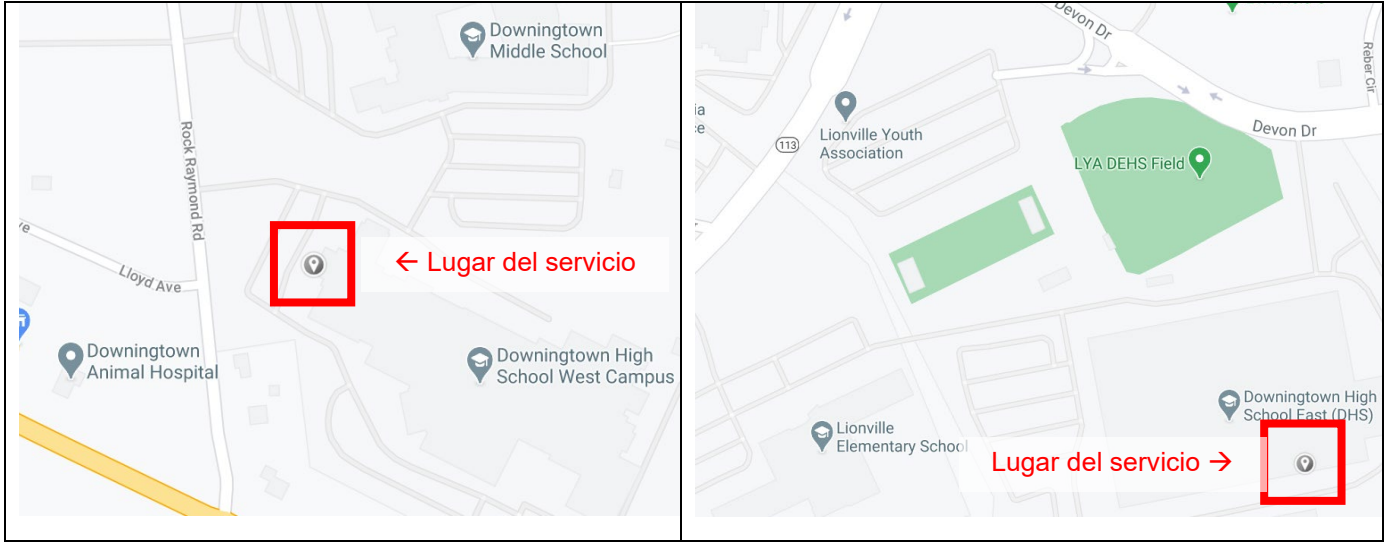 Downingtown
Middle School
Rock Raymond Rd
← Lugar del servicio
Lloyd Ave
Downingtown
Animal Hospital
Downingtown High
School West Campus
Devon Dr
Reber Cir
113
Lionville Youth
Association
Devon Dr
LYA DEHS Field
Downingtown High
School East (DHS)
Lionville
Elementary School
Lugar del servicio →